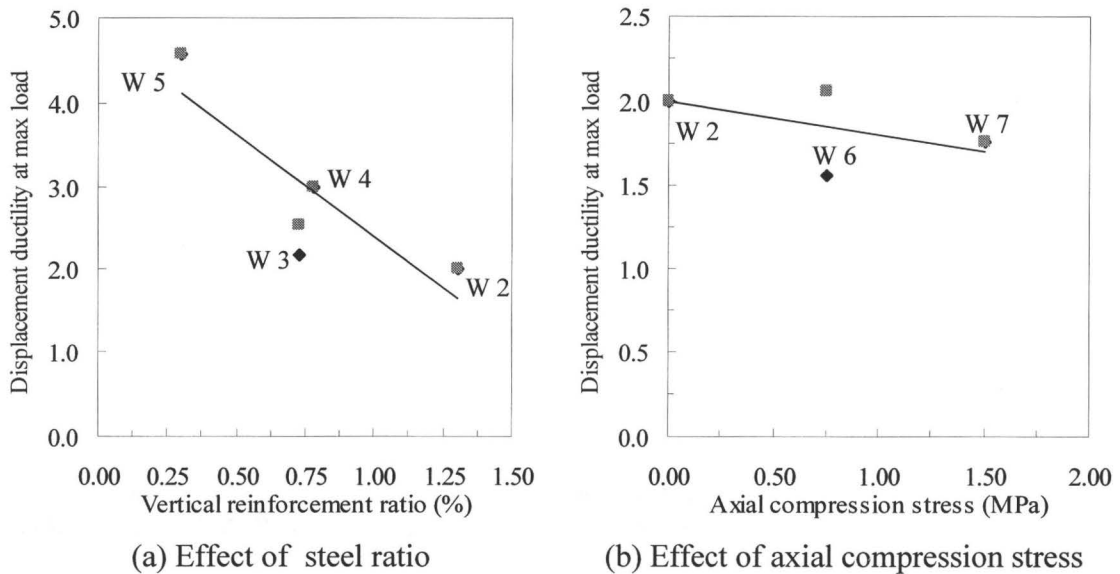 Displacement ductility at max load
5.0
4.0
3.0
2.0
1.0
0.0
W 5
W 4
W 3
W 2
0.00 0.25 0.50 0.75 1.00 1.25 1.50
Vertical reinforcement ratio (%)
(a) Effect of steel ratio
Displacement ductility at max load
2.5
2.0
1.5
1.0
0.5
0.0
W 2
W 7
W 6
0.00 0.50 1.00 1.50 2.00
Axial compression stress (MPa)
(b) Effect of axial compression stress